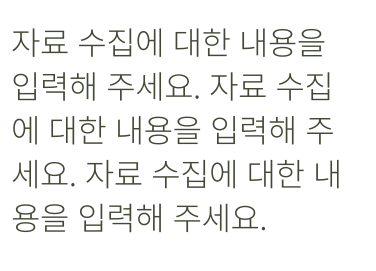 자료 수집에 대한 내용을
입력해 주세요. 자료 수집
에 대한 내용을 입력해 주
세요. 자료 수집에 대한 내
용을 입력해 주세요.